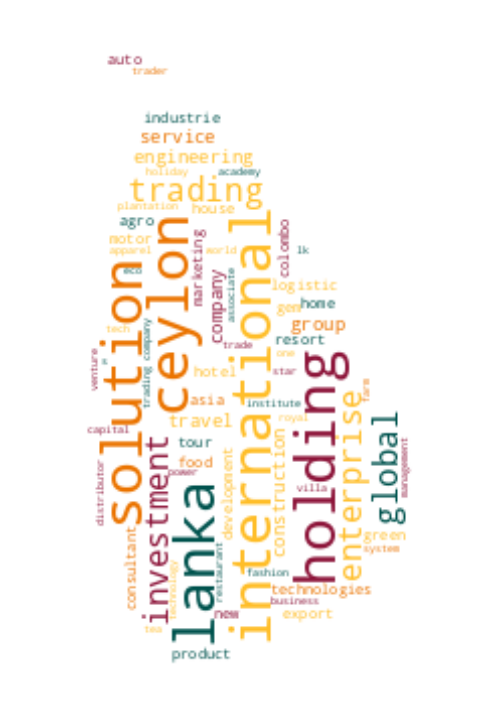 auto
trader
industrie
service
engineering
holiday
academy
trading
plantation
house
agro
motor
apparel
world
eco
solution
ceylon
marketing
international
colombo
lk
company
associate
logistic
gem
home
group
resort
trade
one
tech
trading company
venture
s
hotel
star
holding
farm
asia
institute
travel
royal
capital
tour
food
power
investment
lanka
development
construction
enterprise
global
management
distributor
villa
green
system
consultant
technology
restaurant
fashion
technologies
business
new
export
tea
product